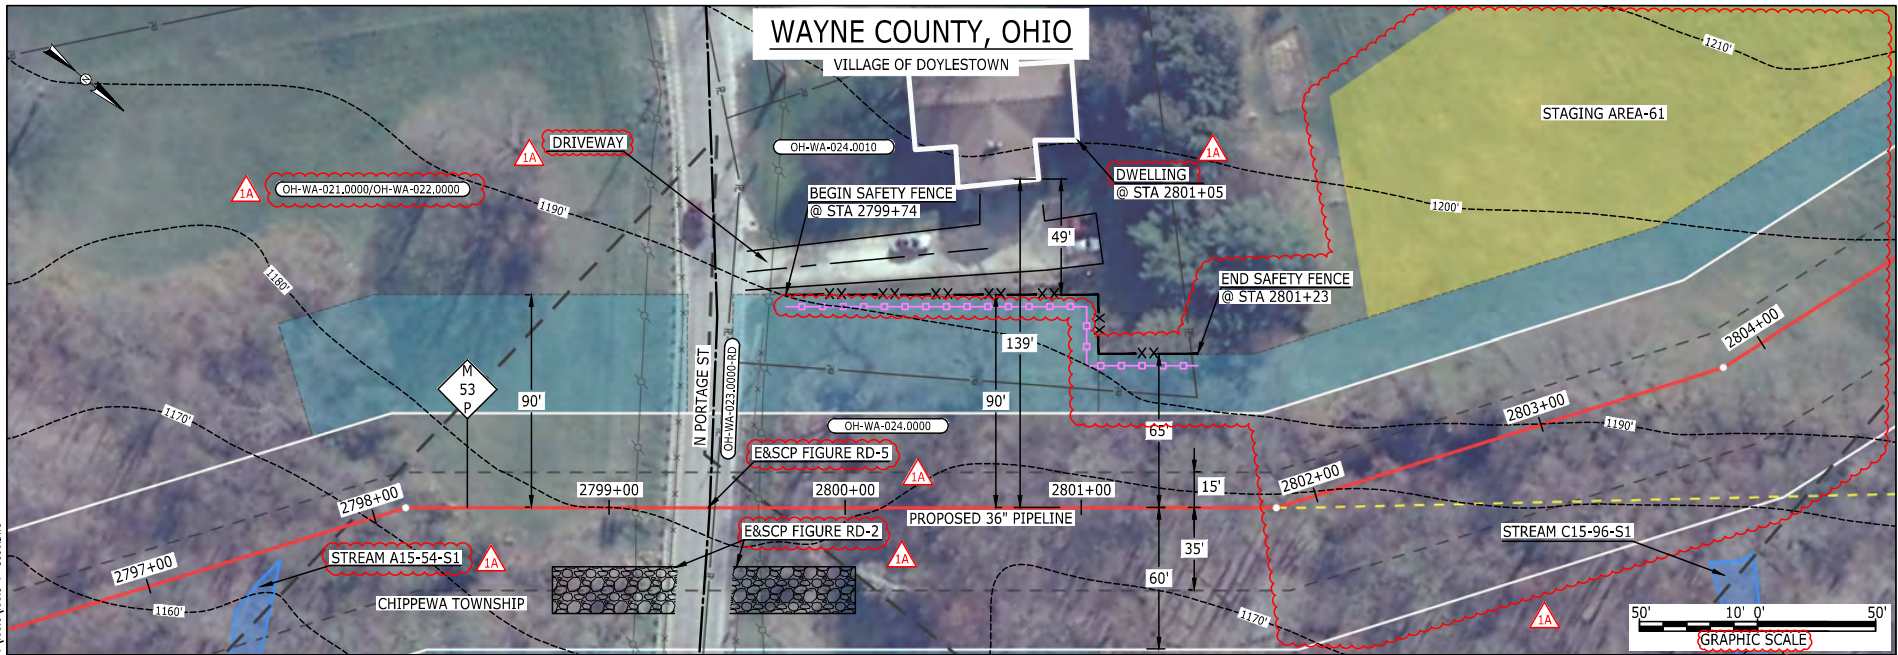 WAYNE COUNTY, OHIO
VILLAGE OF DOYLESTOWN
1210'
N
STAGING AREA-61
1A
DRIVEWAY
OH-WA-024.0010
1A
1A
OH-WA-021.0000/OH-WA-022.0000
DWELLING
@ STA 2801+05
BEGIN SAFETY FENCE
@ STA 2799+74
1190'
1200'
49'
1180'
END SAFETY FENCE
@ STA 2801+23
139'
2804+00
M
53
P
90'
90'
N PORTAGE ST
OH-WA-023.0000-RD
1170'
2803+00
OH-WA-024.0000
65'
1190'
E&SCP FIGURE RD-5
1A
2798+00
2799+00
2800+00
2801+00
15'
2802+00
PROPOSED 36" PIPELINE
E&SCP FIGURE RD-2
STREAM C15-96-S1
STREAM A15-54-S1
1A
1A
35'
2797+00
60'
CHIPPEWA TOWNSHIP
1160'
1170'
1A
50' 10' 0' 50'
GRAPHIC SCALE